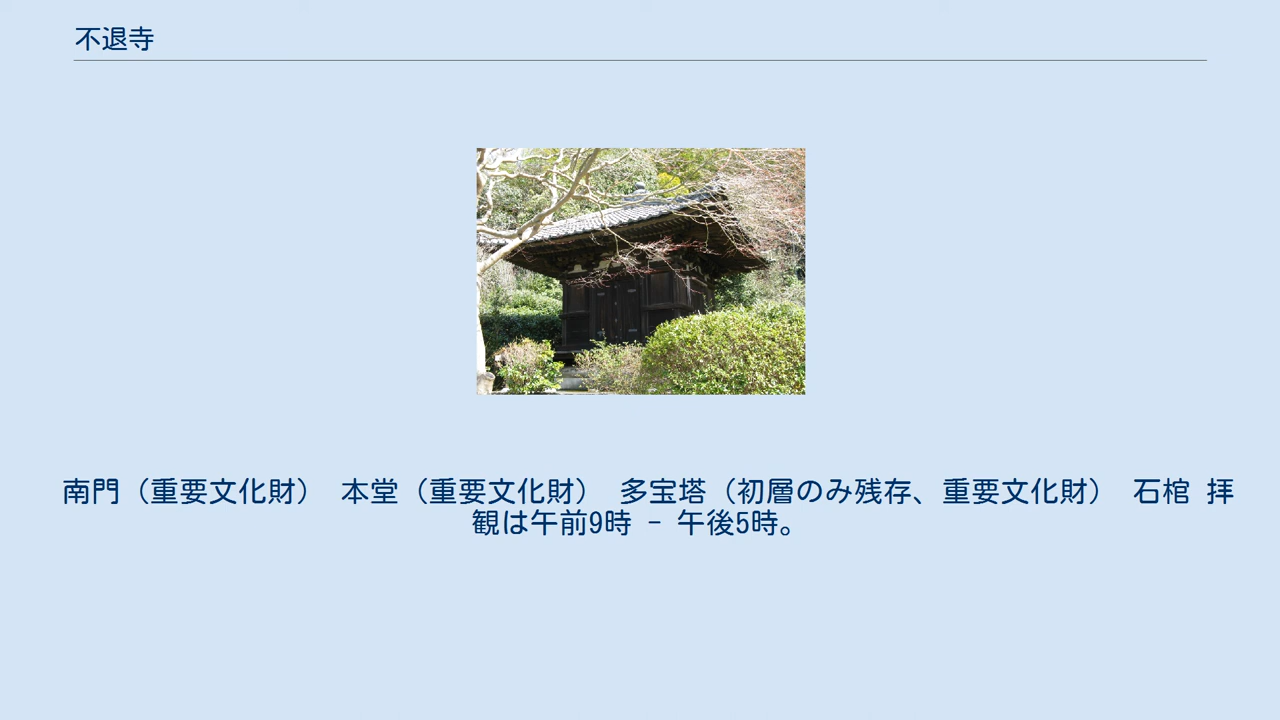 不退寺
南門（重要文化財） 本堂（重要文化財） 多宝塔（初層のみ残存、重要文化財） 石棺 拝
観は午前9時 - 午後5時。